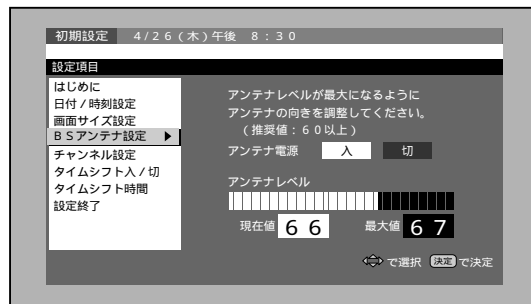 初期設定 4/26(木)午後 8:30
設定項目
はじめに
日付/時刻設定
画面サイズ設定
BSアンテナ設定 ▶
チャンネル設定
タイムシフト入/切
タイムシフト時間
設定終了
アンテナレベルが最大になるように
アンテナの向きを調整してください。
(推奨値:60以上)
アンテナ電源 入 切
アンテナレベル
現在値 66 最大値 67
で選択 決定 で決定